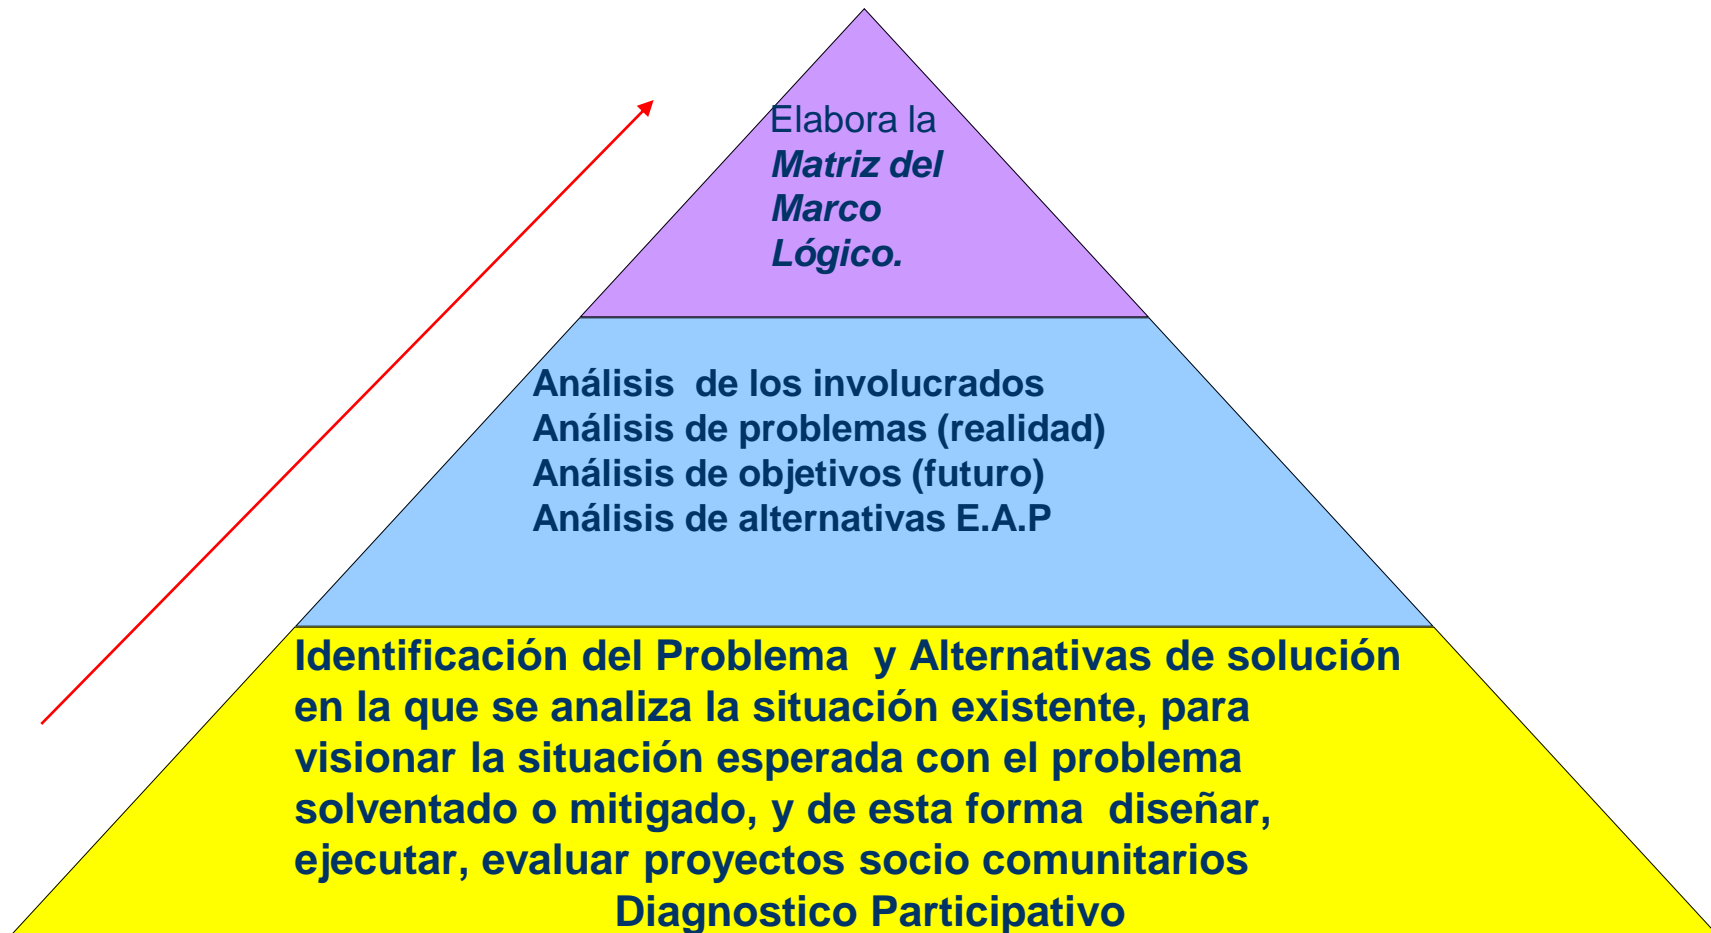 Elabora la
Matriz del
Marco
Lógico.
Análisis  de los involucrados
Análisis de problemas (realidad)
Análisis de objetivos (futuro)
Análisis de alternativas E.A.P
Identificación del Problema  y Alternativas de solución
en la que se analiza la situación existente, para
visionar la situación esperada con el problema
solventado o mitigado, y de esta forma  diseñar,
ejecutar, evaluar proyectos socio comunitarios
Diagnostico Participativo